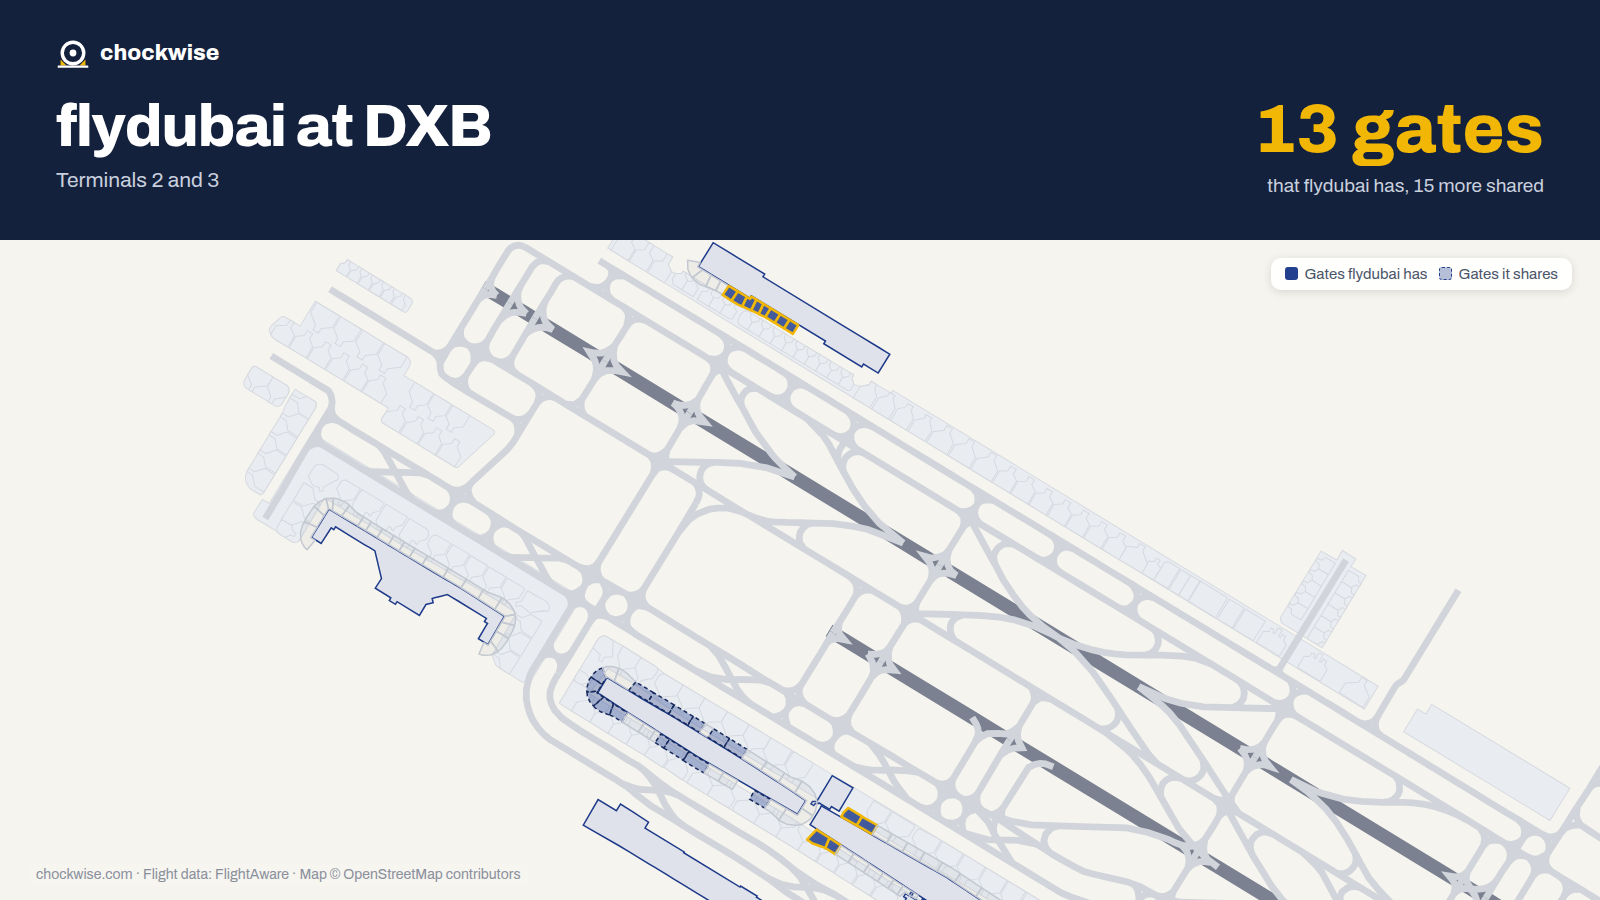 chockwise
flydubai at DXB
Terminals 2 and 3
13 gates
that flydubai has, 15 more shared
Gates flydubai has
Gates it shares
chockwise.com · Flight data: FlightAware · Map © OpenStreetMap contributors